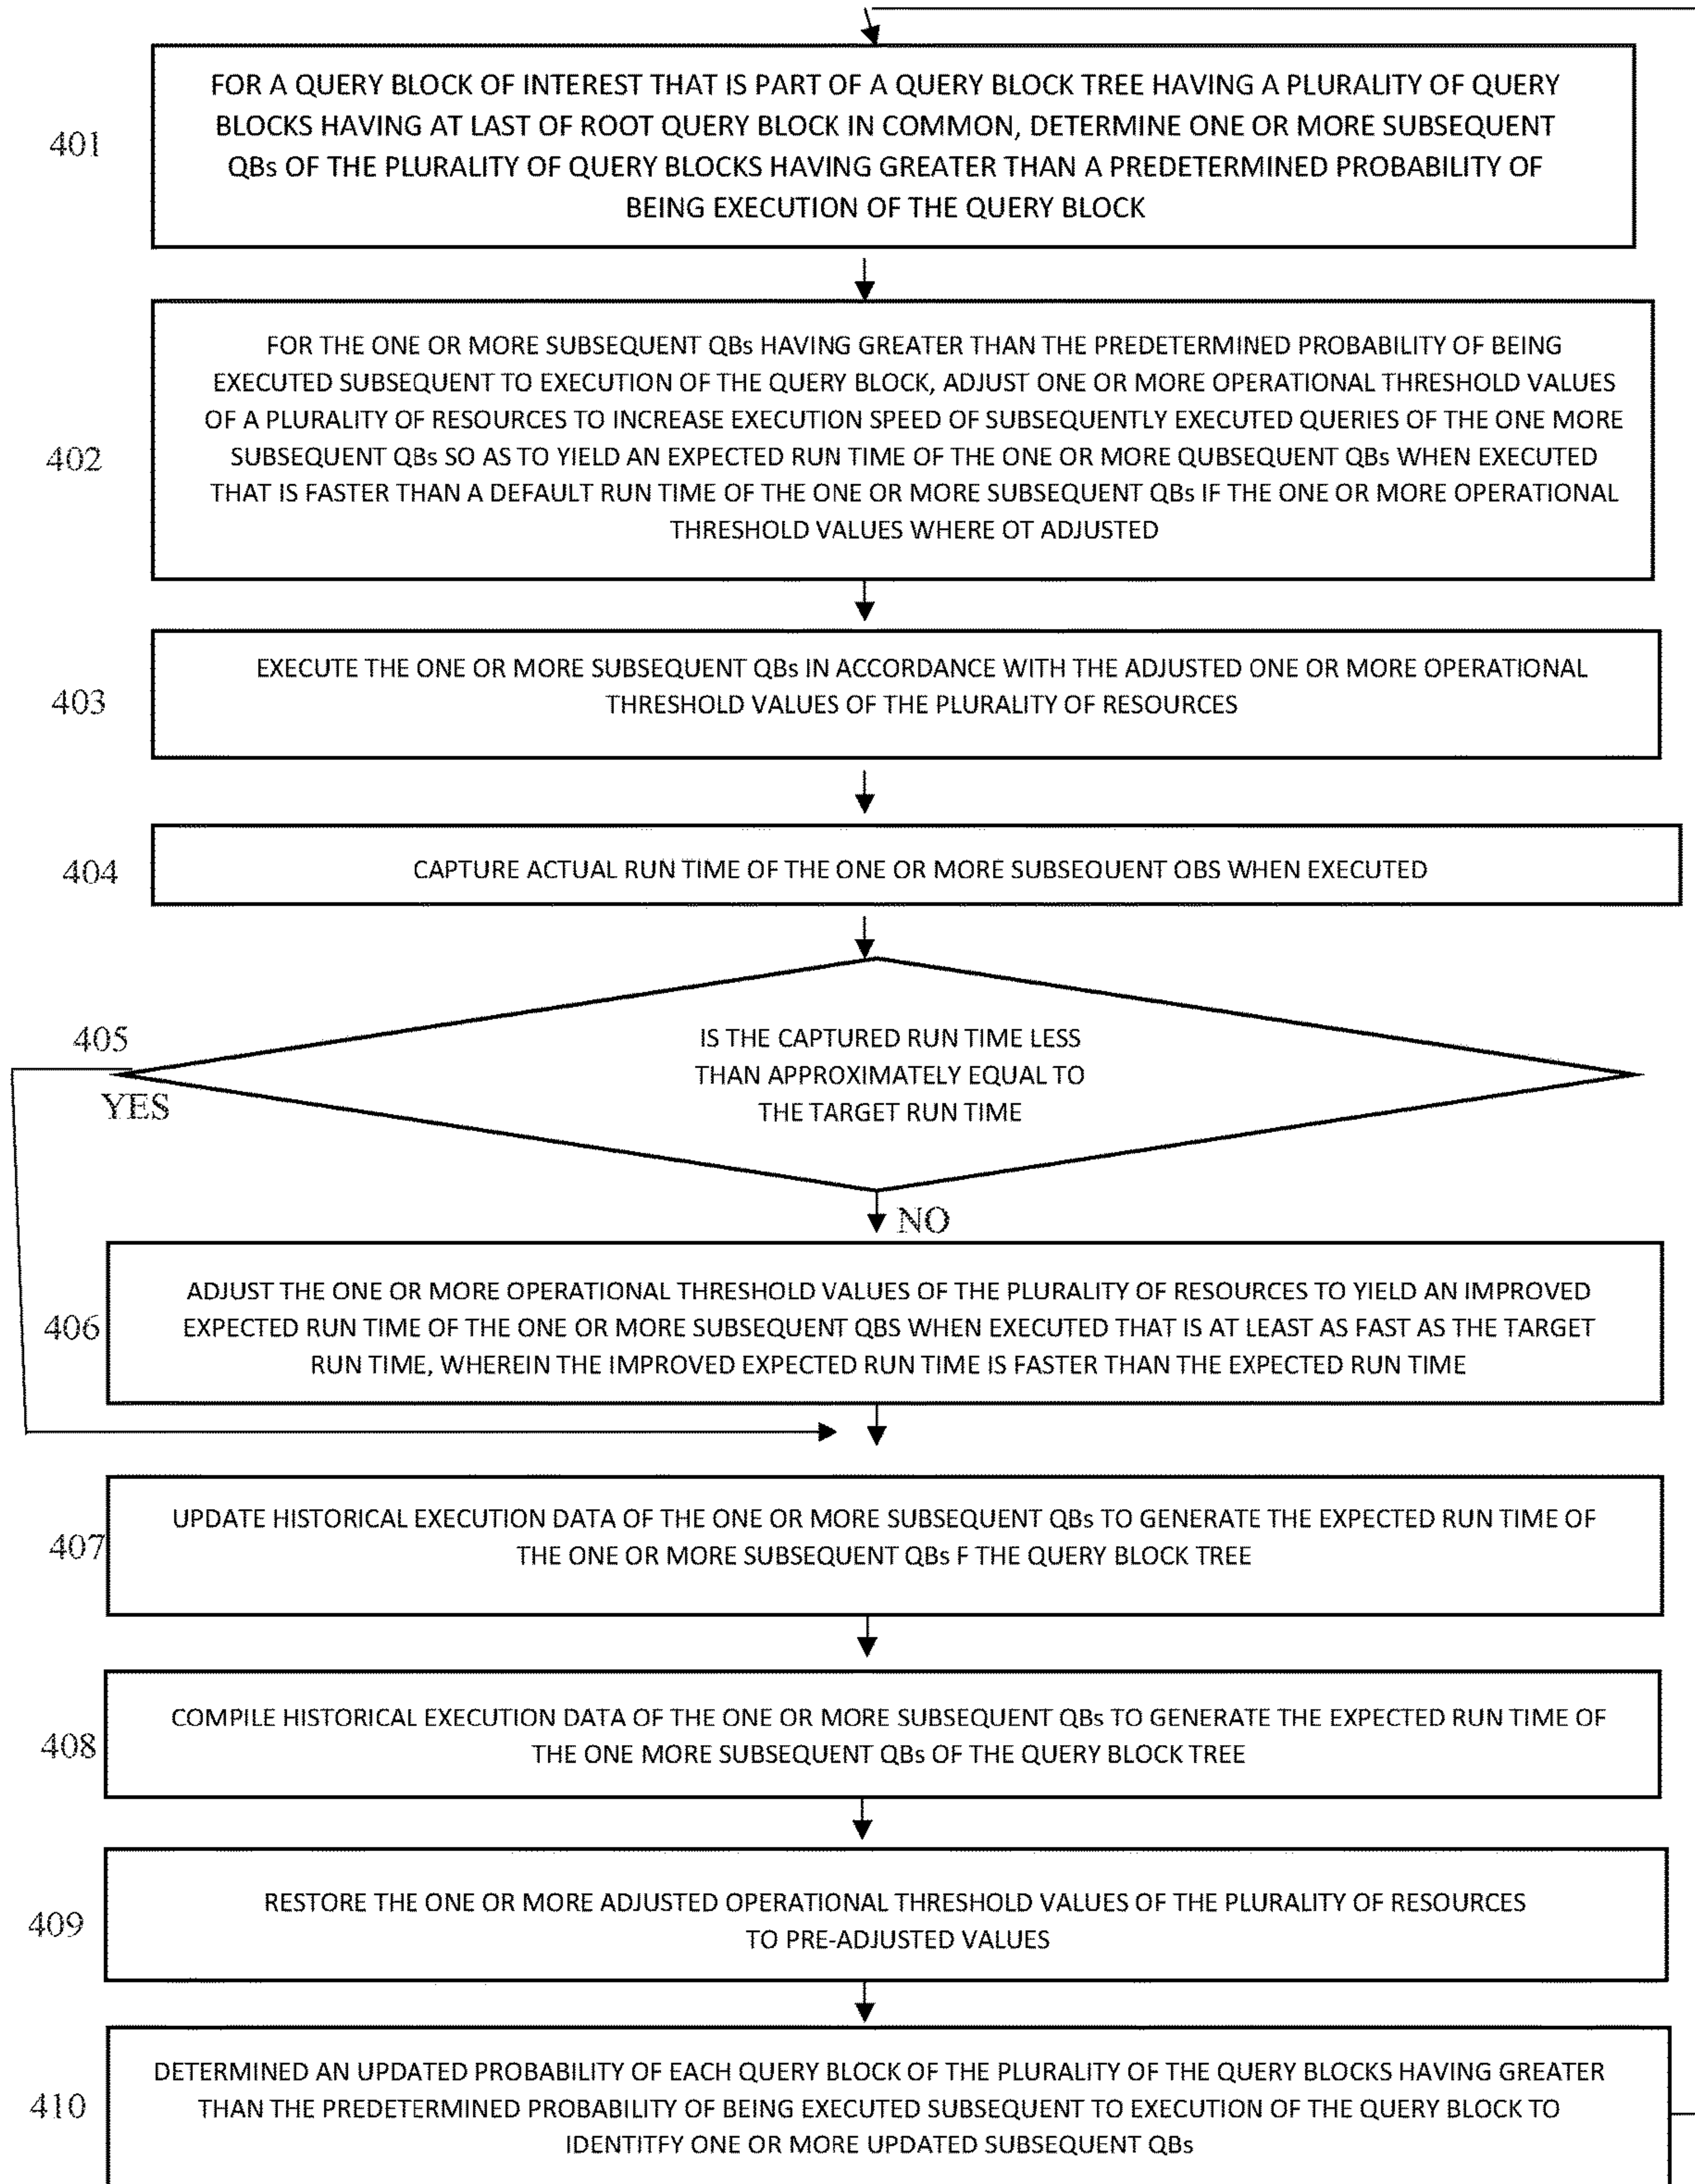 401
FOR A QUERY BLOCK OF INTEREST THAT IS PART OF A QUERY BLOCK TREE HAVING A PLURALITY OF QUERY
BLOCKS HAVING AT LAST OF ROOT QUERY BLOCK IN COMMON, DETERMINE ONE OR MORE SUBSEQUENT
QBs OF THE PLURALITY OF QUERY BLOCKS HAVING GREATER THAN A PREDETERMINED PROBABILITY OF
BEING EXECUTION OF THE QUERY BLOCK
402
FOR THE ONE OR MORE SUBSEQUENT QBs HAVING GREATER THAN THE PREDETERMINED PROBABILITY OF BEING
EXECUTED SUBSEQUENT TO EXECUTION OF THE QUERY BLOCK, ADJUST ONE OR MORE OPERATIONAL THRESHOLD VALUES
OF A PLURALITY OF RESOURCES TO INCREASE EXECUTION SPEED OF SUBSEQUENTLY EXECUTED QUERIES OF THE ONE MORE
SUBSEQUENT QBs SO AS TO YIELD AN EXPECTED RUN TIME OF THE ONE OR MORE QUBSEQUENT QBs WHEN EXECUTED
THAT IS FASTER THAN A DEFAULT RUN TIME OF THE ONE OR MORE SUBSEQUENT QBs IF THE ONE OR MORE OPERATIONAL
THRESHOLD VALUES WHERE OT ADJUSTED
403
EXECUTE THE ONE OR MORE SUBSEQUENT QBs IN ACCORDANCE WITH THE ADJUSTED ONE OR MORE OPERATIONAL
THRESHOLD VALUES OF THE PLURALITY OF RESOURCES
404
CAPTURE ACTUAL RUN TIME OF THE ONE OR MORE SUBSEQUENT QBS WHEN EXECUTED
405
IS THE CAPTURED RUN TIME LESS
THAN APPROXIMATELY EQUAL TO
THE TARGET RUN TIME
YES
NO
406
ADJUST THE ONE OR MORE OPERATIONAL THRESHOLD VALUES OF THE PLURALITY OF RESOURCES TO YIELD AN IMPROVED
EXPECTED RUN TIME OF THE ONE OR MORE SUBSEQUENT QBS WHEN EXECUTED THAT IS AT LEAST AS FAST AS THE TARGET
RUN TIME, WHEREIN THE IMPROVED EXPECTED RUN TIME IS FASTER THAN THE EXPECTED RUN TIME
407
UPDATE HISTORICAL EXECUTION DATA OF THE ONE OR MORE SUBSEQUENT QBs TO GENERATE THE EXPECTED RUN TIME OF
THE ONE OR MORE SUBSEQUENT QBs F THE QUERY BLOCK TREE
408
COMPILE HISTORICAL EXECUTION DATA OF THE ONE OR MORE SUBSEQUENT QBs TO GENERATE THE EXPECTED RUN TIME OF
THE ONE MORE SUBSEQUENT QBs OF THE QUERY BLOCK TREE
409
RESTORE THE ONE OR MORE ADJUSTED OPERATIONAL THRESHOLD VALUES OF THE PLURALITY OF RESOURCES
TO PRE-ADJUSTED VALUES
410
DETERMINED AN UPDATED PROBABILITY OF EACH QUERY BLOCK OF THE PLURALITY OF THE QUERY BLOCKS HAVING GREATER
THAN THE PREDETERMINED PROBABILITY OF BEING EXECUTED SUBSEQUENT TO EXECUTION OF THE QUERY BLOCK TO
IDENTITFY ONE OR MORE UPDATED SUBSEQUENT QBs